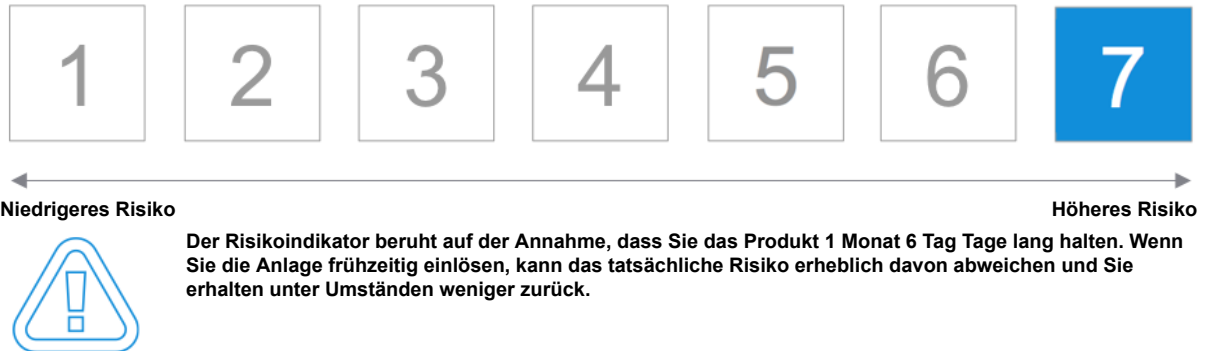 1 2 3 4 5 6 7
Niedrigeres Risiko Höheres Risiko
Der Risikoindikator beruht auf der Annahme, dass Sie das Produkt 1 Monat 6 Tag Tage lang halten. Wenn
Sie die Anlage frühzeitig einlösen, kann das tatsächliche Risiko erheblich davon abweichen und Sie
erhalten unter Umständen weniger zurück.